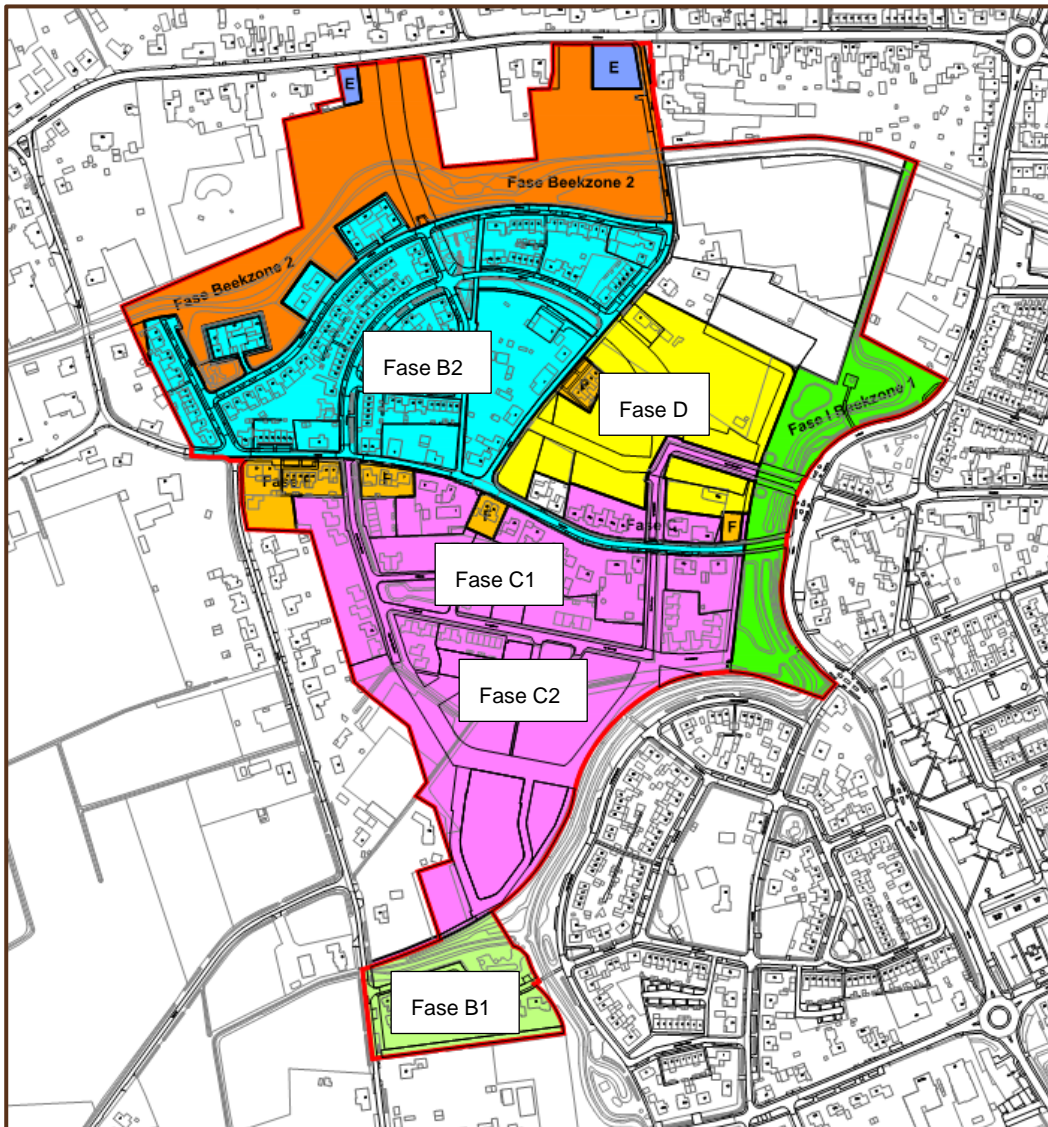 E
E
Fase Beekzone 2
Fase Beekzone 2
Fase I Beekzone 1
Fase B2
Fase D
Fase
F
F
Fase C
F
Fase C1
Fase C2
Fase B1